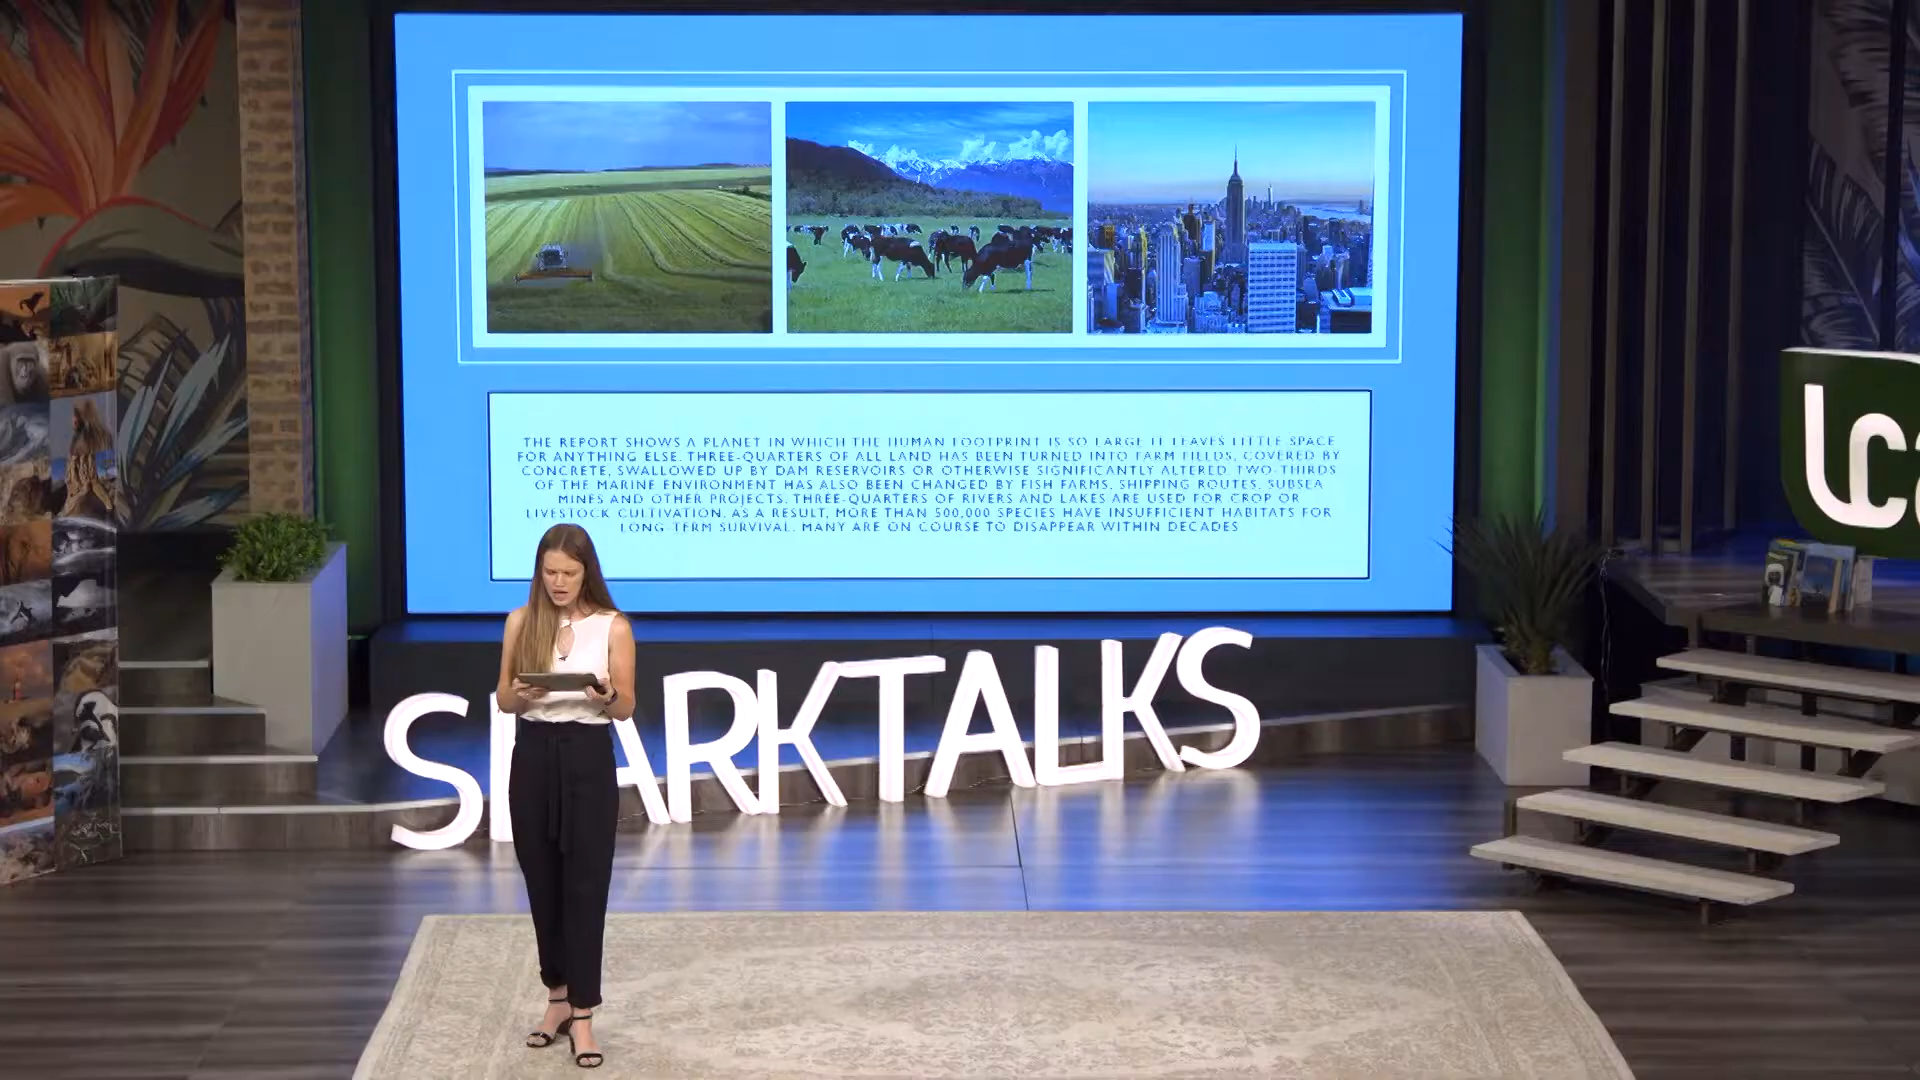 THE REPORT SHOWS A PLANET IN WHICH THE HUMAN FOOTPRINT IS SO LARGE IT LEAVES LITTLE SPACE
FOR ANYTHING ELSE. THREE-QUARTERS OF ALL LAND HAS BEEN TURNED INTO FARM FIELDS, COVERED BY
CONCRETE, SWALLOWED UP BY DAM RESERVOIRS OR OTHERWISE SIGNIFICANTLY ALTERED. TWO-THIRDS
OF THE MARINE ENVIRONMENT HAS ALSO BEEN CHANGED BY FISH FARMS, SHIPPING ROUTES, SUBSEA
MINES AND OTHER PROJECTS. THREE-QUARTERS OF RIVERS AND LAKES ARE USED FOR CROP OR
LIVESTOCK CULTIVATION. AS A RESULT, MORE THAN 500,000 SPECIES HAVE INSUFFICIENT HABITATS FOR
LONG-TERM SURVIVAL. MANY ARE ON COURSE TO DISAPPEAR WITHIN DECADES
SPARKTALKS